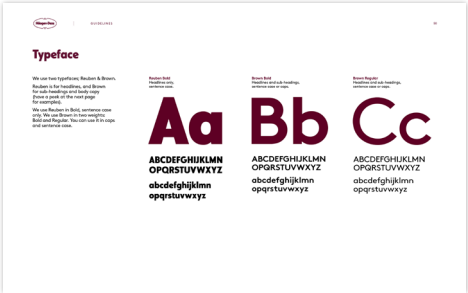 Häagen-Dazs
GUIDELINES
Typeface
We use two typefaces; Reuben & Brown.
Reuben is for headlines, and Brown
for sub-headings and body copy
(have a peek at the next page
for examples).
We use Reuben in Bold, sentence case
only. We use Brown in two weights:
Bold and Regular. You can use it in caps
and sentence case.
Reuben Bold
Headlines only,
sentence case.
Aa
ABCDEFGHIJKLMN
OPQRSTUVWXYZ
abcdefghijklmn
opqrstuvwxyz
Brown Bold
Headlines and sub-headings,
sentence case or caps.
Bb
ABCDEFGHIJKLMN
OPQRSTUVWXYZ
abcdefghijklmn
opqrstuvwxyz
Brown Regular
Headlines and sub-headings,
sentence case or caps.
Cc
ABCDEFGHIJKLMN
OPQRSTUVWXYZ
abcdefghijklmn
opqrstuvwxyz